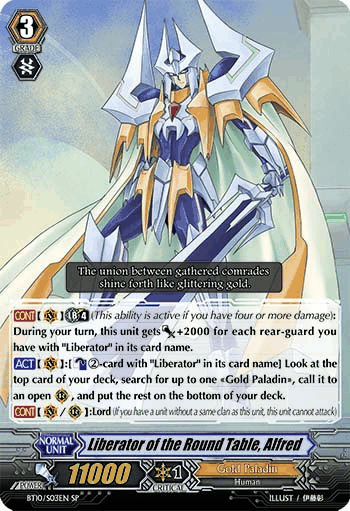 3
GRADE
The union between gathered comrades
shine forth like glittering gold.
CONT【 】: LB 4 (This ability is active if you have four or more damage):
During your turn, this unit gets +2000 for each rear-guard you
have with "Liberator" in its card name.
ACT【 】:[ ②-card with "Liberator" in its card name] Look at the
top card of your deck, search for up to one «Gold Paladin», call it to
an open , and put the rest on the bottom of your deck.
CONT【 / 】:Lord (If you have a unit without a same clan as this unit, this unit cannot attack)
NORMAL
UNIT
Liberator of the Round Table, Alfred
POWER
11000
1
CRITICAL
Gold Paladin
Human
BT10/S03EN SP
ILLUST / 伊藤彰